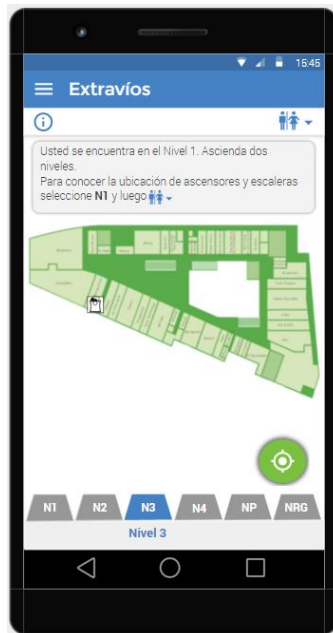 15:45
Extravíos
Usted se encuentra en el Nivel 1. Ascienda dos
niveles.
Para conocer la ubicación de ascensores y escaleras
seleccione N1 y luego
N1 N2 N3 N4 NP NRG
Nivel 3